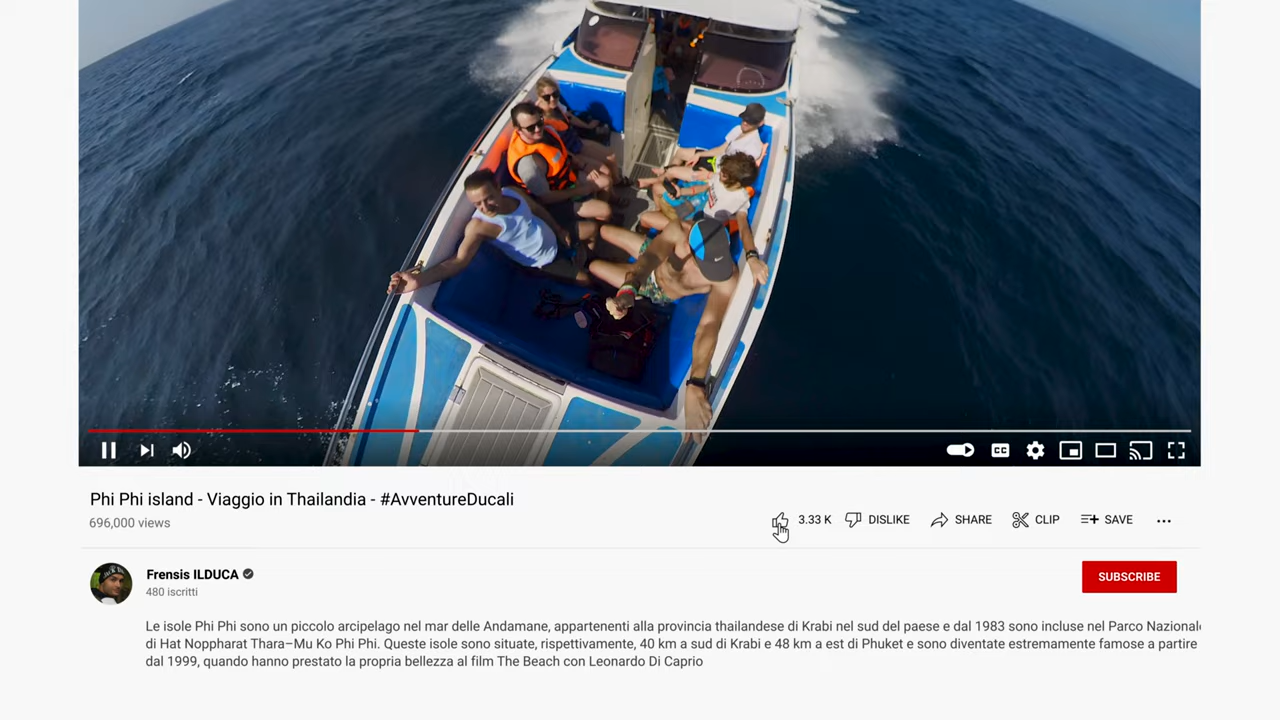 CC
Phi Phi island - Viaggio in Thailandia - #AvventureDucali
696,000 views
3.33 K DISLIKE SHARE CLIP SAVE ...
Frensis ILDUCA
480 iscritti
SUBSCRIBE
Le isole Phi Phi sono un piccolo arcipelago nel mar delle Andamane, appartenenti alla provincia thailandese di Krabi nel sud del paese e dal 1983 sono incluse nel Parco Nazional
di Hat Noppharat Thara–Mu Ko Phi Phi. Queste isole sono situate, rispettivamente, 40 km a sud di Krabi e 48 km a est di Phuket e sono diventate estremamente famose a partire
dal 1999, quando hanno prestato la propria bellezza al film The Beach con Leonardo Di Caprio